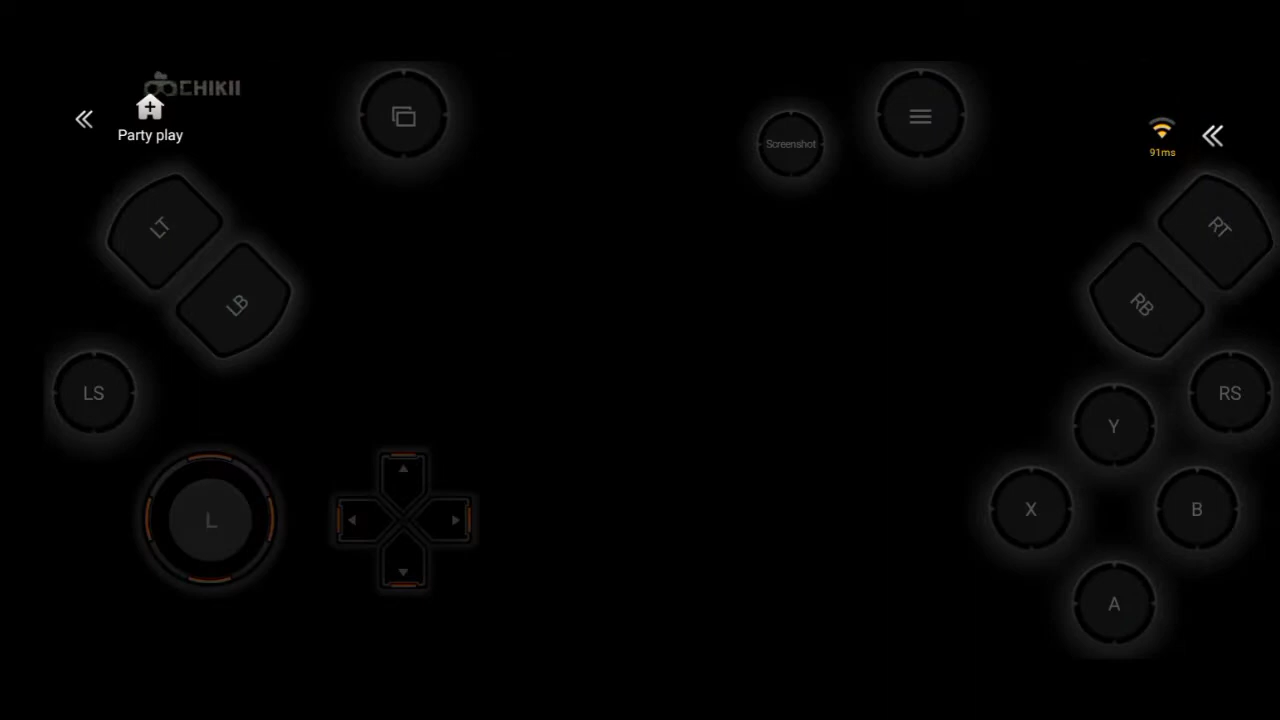 CHIKII
Party play
Screenshot
91ms
LT
RT
LB
RB
LS
RS
Y
X
B
L
A